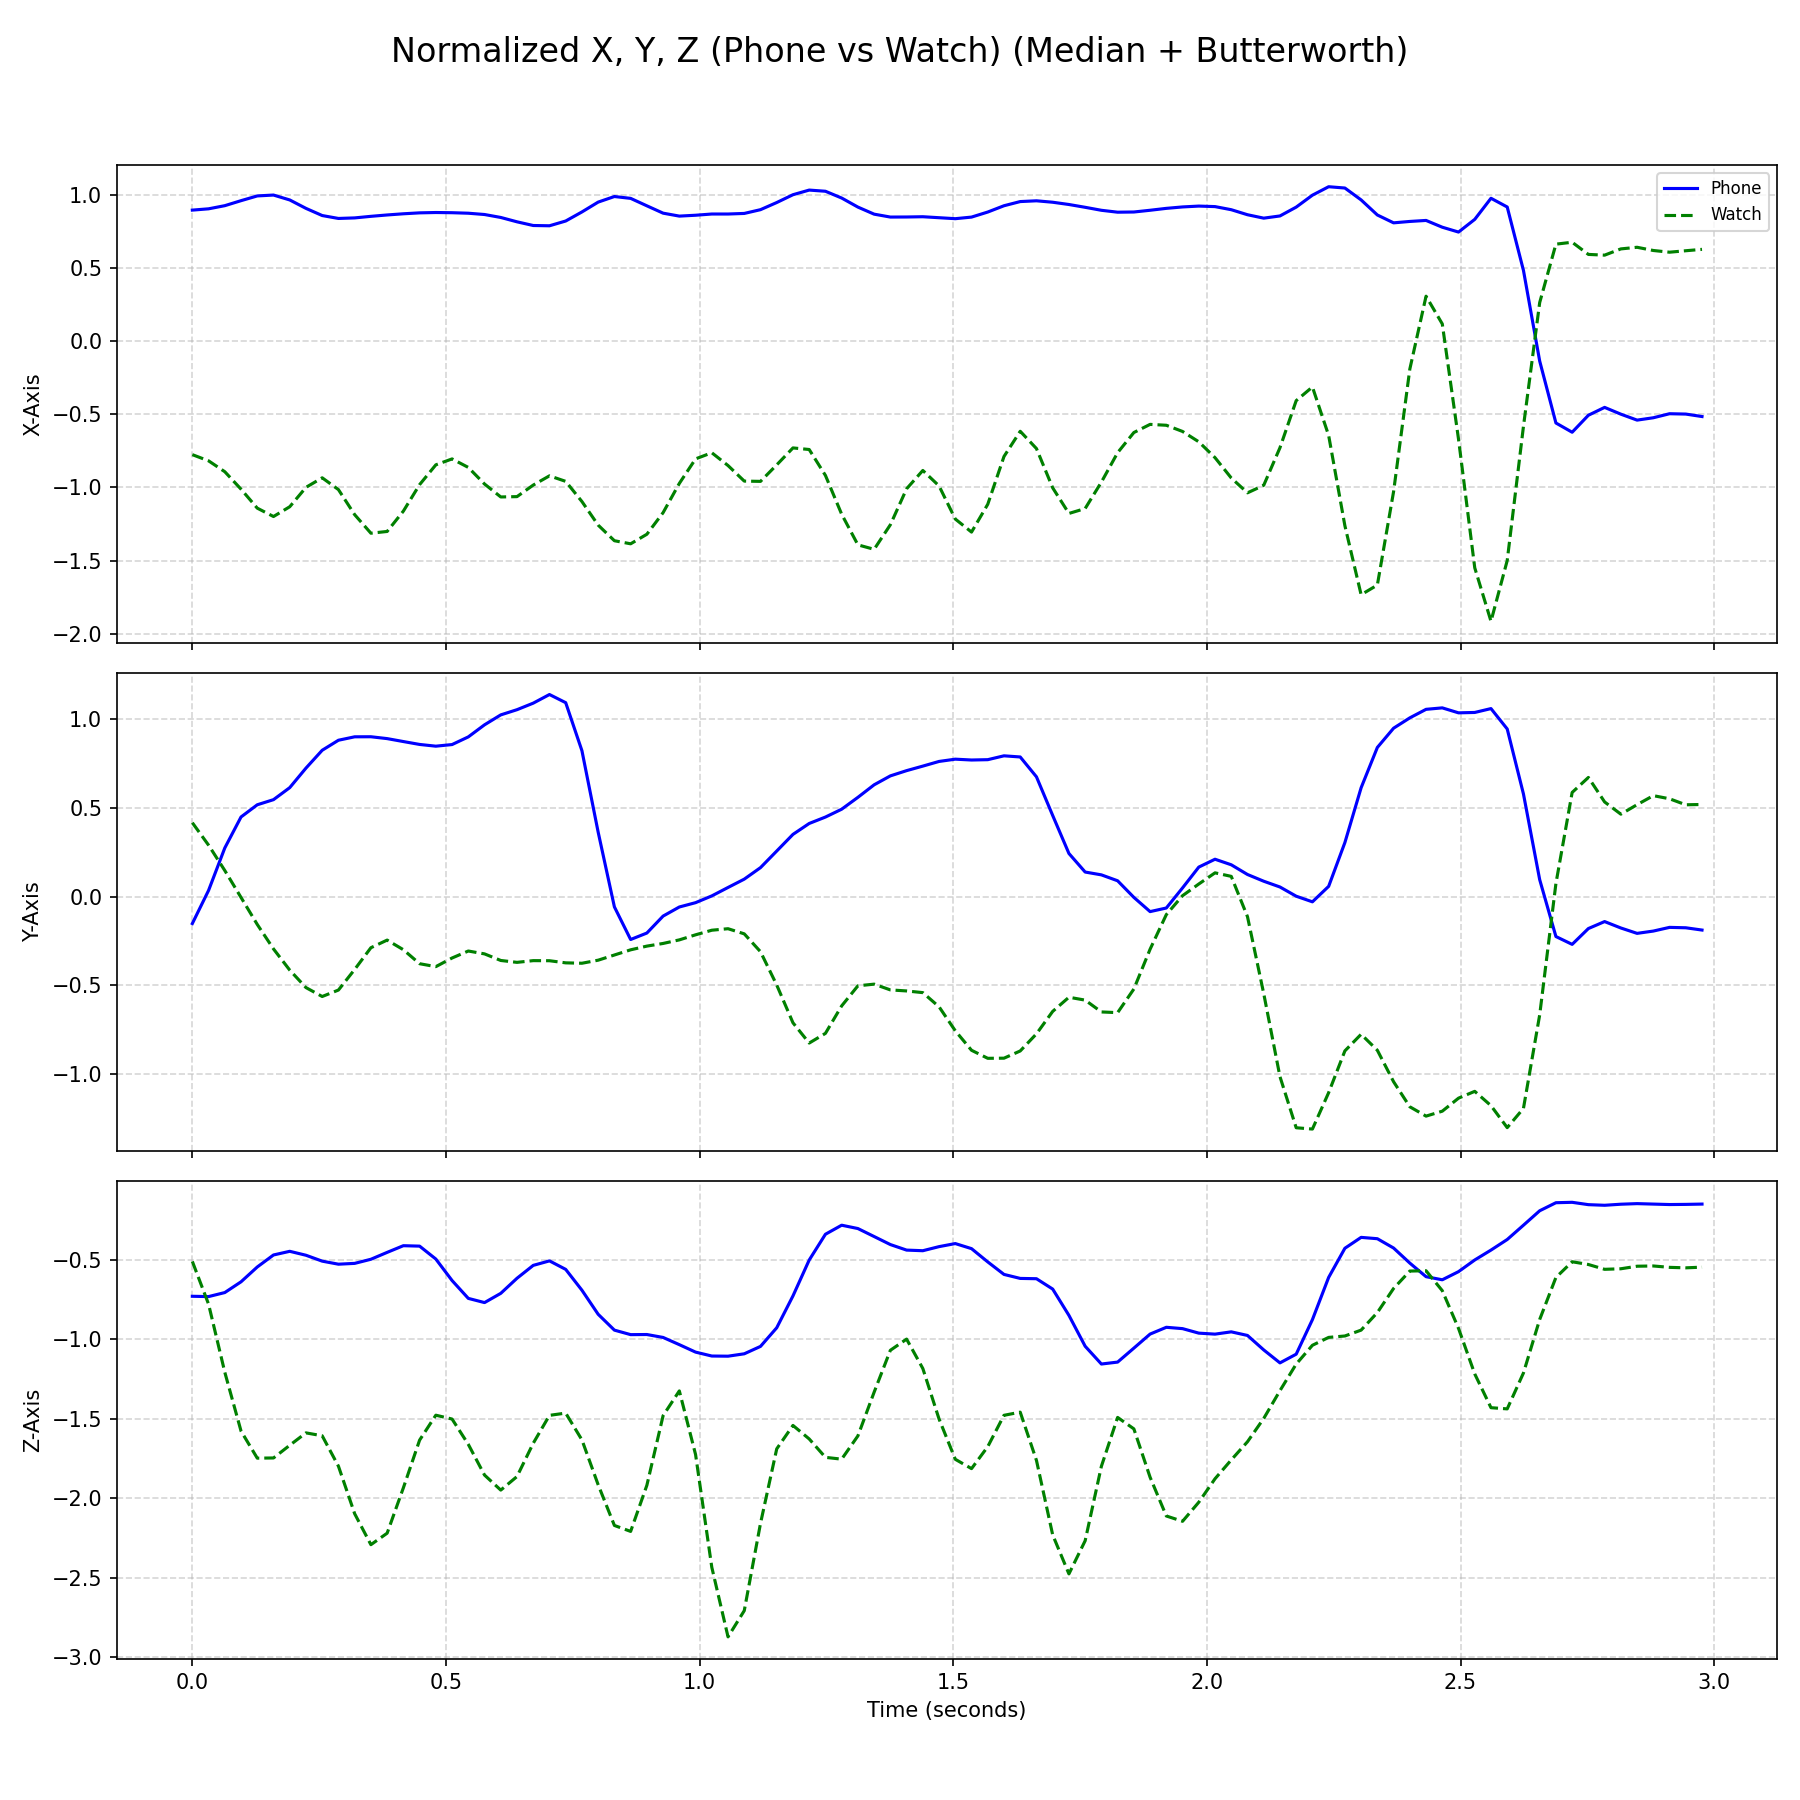 Normalized X, Y, Z (Phone vs Watch) (Median + Butterworth)
Phone
Watch
1.0
0.5
0.0
−0.5
−1.0
−1.5
−2.0
X-Axis
1.0
0.5
0.0
−0.5
−1.0
Y-Axis
−0.5
−1.0
−1.5
−2.0
−2.5
−3.0
Z-Axis
0.0 0.5 1.0 1.5 2.0 2.5 3.0
Time (seconds)